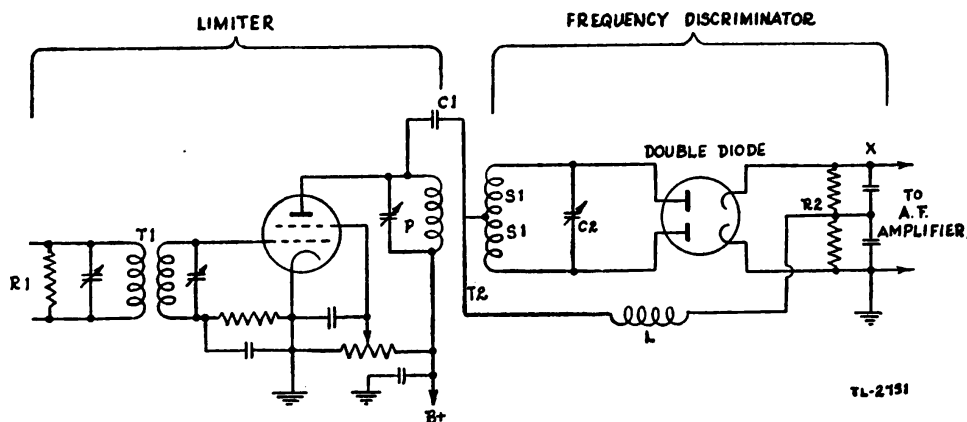 LIMITER
FREQUENCY DISCRIMINATOR
C1
DOUBLE DIODE
X
S1
S1
C2
P
R2
TO
A.F.
AMPLIFIER
T1
R1
T2
L
B+
TL-2751